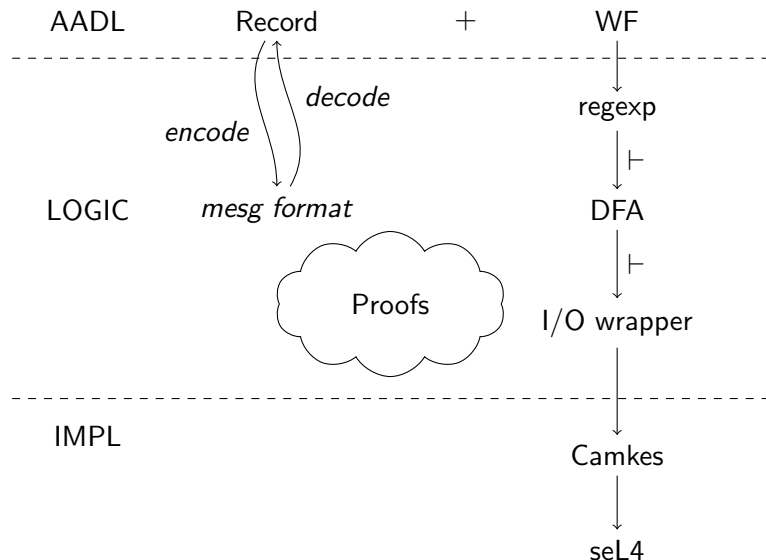 AADL Record + WF
decode
regexp
encode
⊢
LOGIC mesg format DFA
⊢
Proofs
I/O wrapper
IMPL
Camkes
seL4